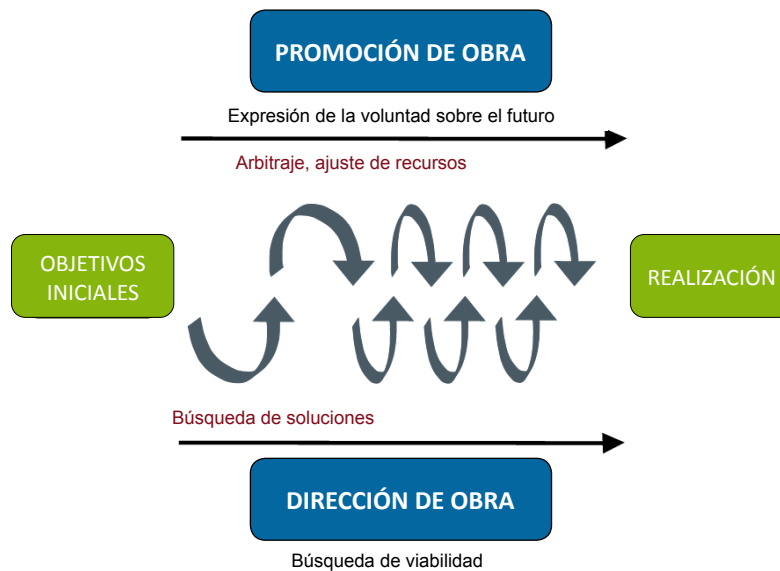 PROMOCIÓN DE OBRA
Expresión de la voluntad sobre el futuro
Arbitraje, ajuste de recursos
OBJETIVOS
INICIALES
REALIZACIÓN
Búsqueda de soluciones
DIRECCIÓN DE OBRA
Búsqueda de viabilidad